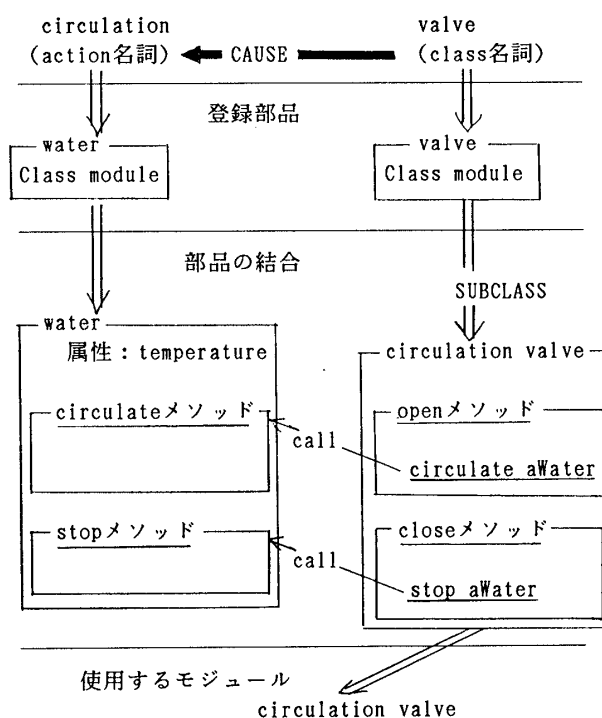 circulation valve
(action名詞) CAUSE (class名詞)
登録部品
water valve
Class module Class module
部品の結合
SUBCLASS
water circulation valve
属性：temperature
circulateメソッド openメソッド
call
circulate aWater
stopメソッド closeメソッド
call
stop aWater
使用するモジュール
circulation valve